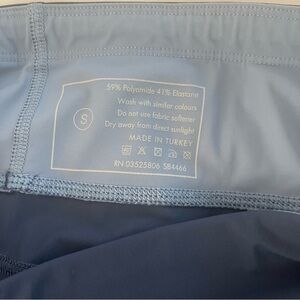 59% Polyamide 41% Elastane
Wash with similar colours
Do not use fabric softener
Dry away from direct sunlight
MADE IN TURKEY
RN 03525806 SB4466
S